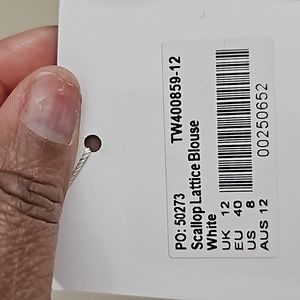 TW400859-12
PO: 50273
Scallop Lattice Blouse
White
UK 12
EU 40
US 8
AUS 12
00250652